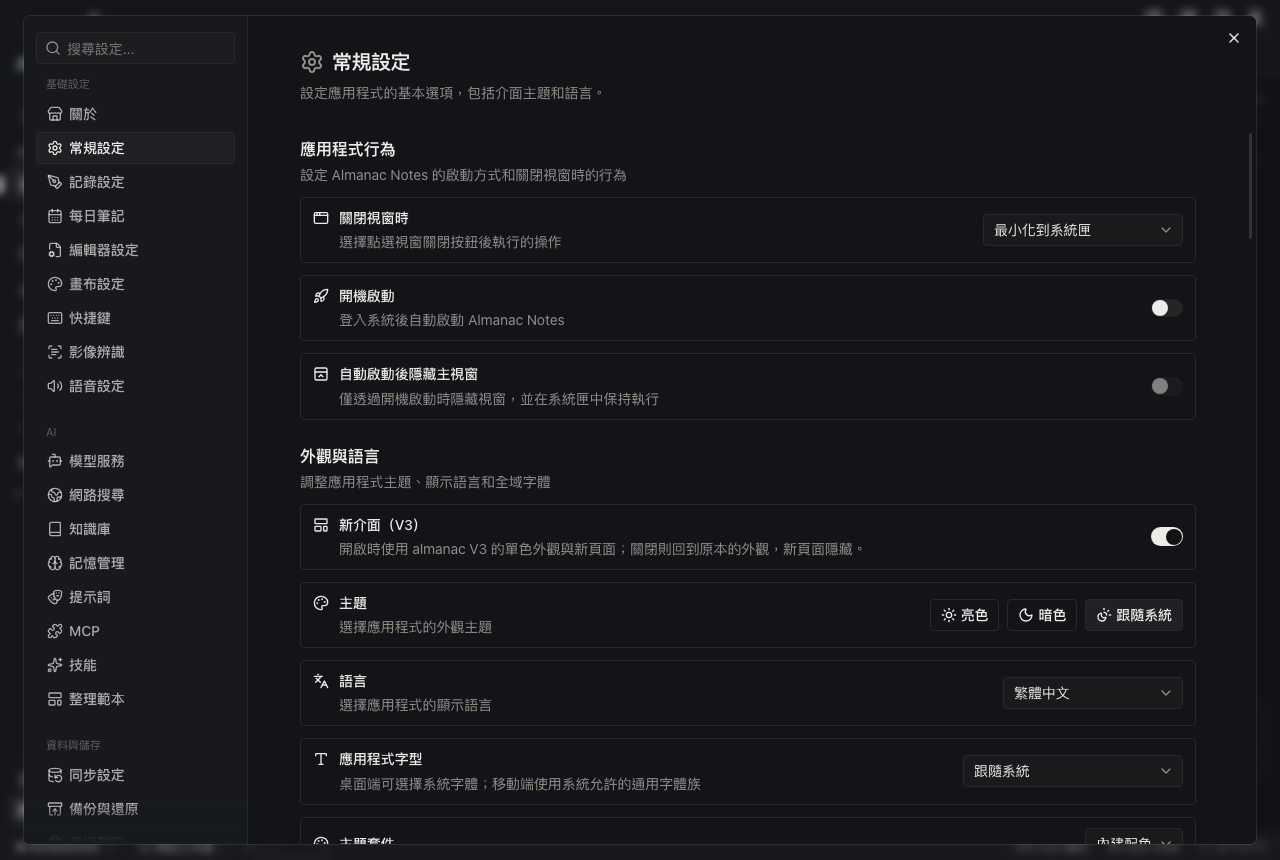 搜尋設定...
基礎設定
關於
常規設定
記錄設定
每日筆記
編輯器設定
畫布設定
快捷鍵
影像辨識
語音設定
AI
模型服務
網路搜尋
知識庫
記憶管理
提示詞
MCP
技能
整理範本
資料與儲存
同步設定
備份與還原
常規設定
設定應用程式的基本選項，包括介面主題和語言。
應用程式行為
設定 Almanac Notes 的啟動方式和關閉視窗時的行為
關閉視窗時
選擇點選視窗關閉按鈕後執行的操作
最小化到系統匣
開機啟動
登入系統後自動啟動 Almanac Notes
自動啟動後隱藏主視窗
僅透過開機啟動時隱藏視窗，並在系統匣中保持執行
外觀與語言
調整應用程式主題、顯示語言和全域字體
新介面（V3）
開啟時使用 almanac V3 的單色外觀與新頁面；關閉則回到原本的外觀，新頁面隱藏。
主題
選擇應用程式的外觀主題
亮色
暗色
跟隨系統
語言
選擇應用程式的顯示語言
繁體中文
應用程式字型
桌面端可選擇系統字體；移動端使用系統允許的通用字體族
跟隨系統
主題套件
內建配色